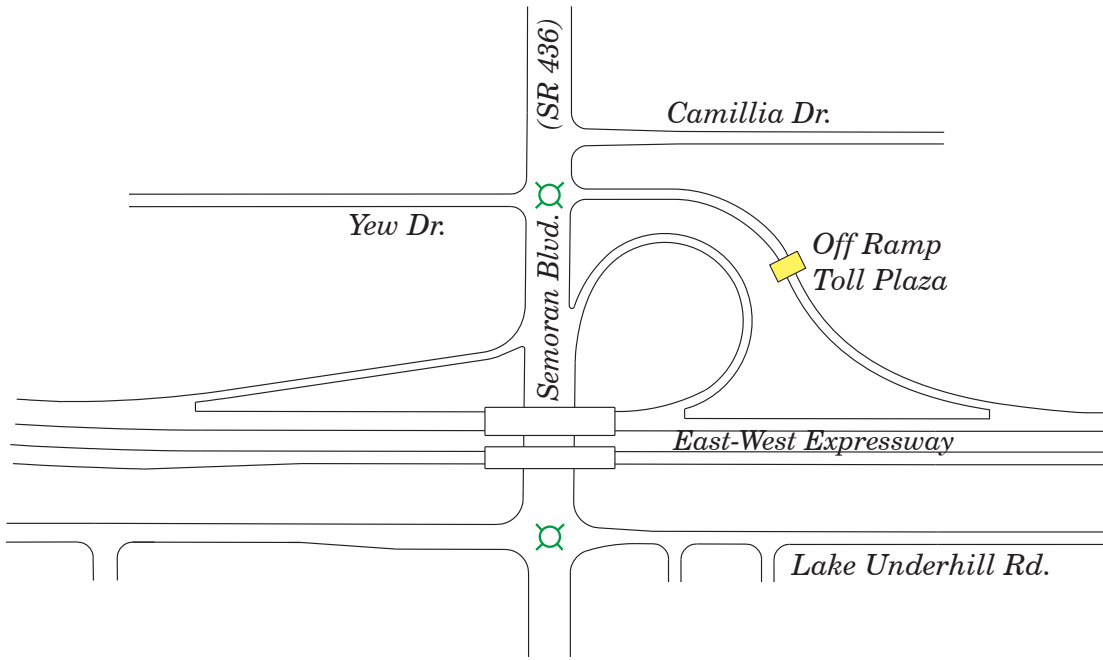 (SR 436)
Camillia Dr.
Yew Dr.
Semoran Blvd.
Off Ramp
Toll Plaza
East-West Expressway
Lake Underhill Rd.